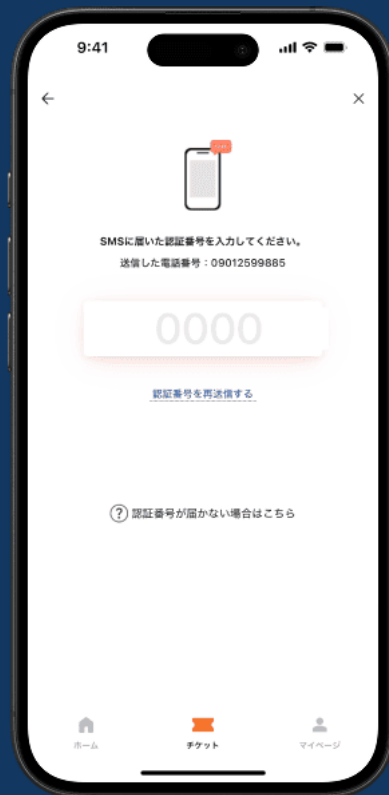 9:41
SMSに届いた認証番号を入力してください。
送信した電話番号：09012599885
0000
認証番号を再送信する
? 認証番号が届かない場合はこちら
ホーム
チケット
マイページ